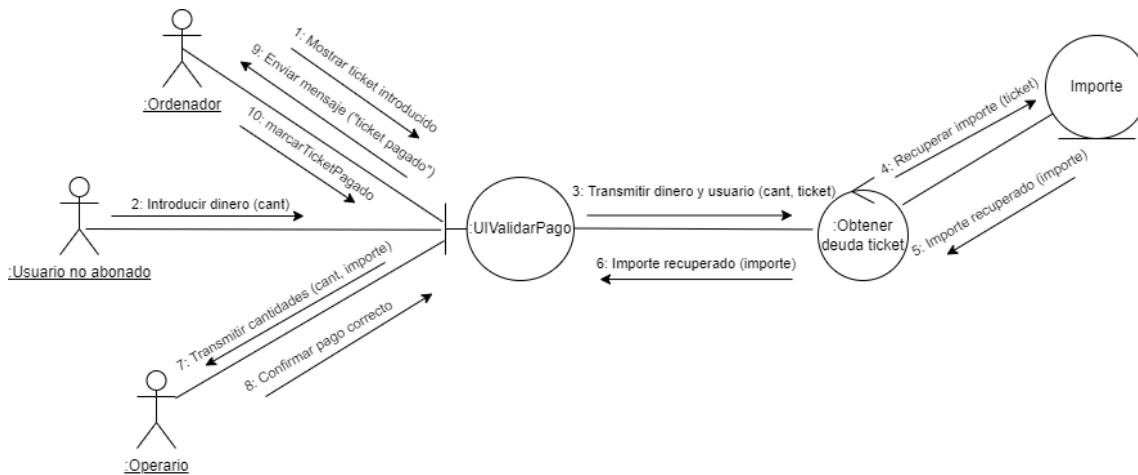 :Ordenador
1: Mostrar ticket introducido
9: Enviar mensaje ("ticket pagado")
10: marcarTicketPagado
Importe
4: Recuperar importe (ticket)
5: Importe recuperado (importe)
2: Introducir dinero (cant)
:Usuario no abonado
:UIValidarPago
3: Transmitir dinero y usuario (cant, ticket)
:Obtener
deuda ticket
6: Importe recuperado (importe)
7: Transmitir cantidades (cant, importe)
8: Confirmar pago correcto
:Operario